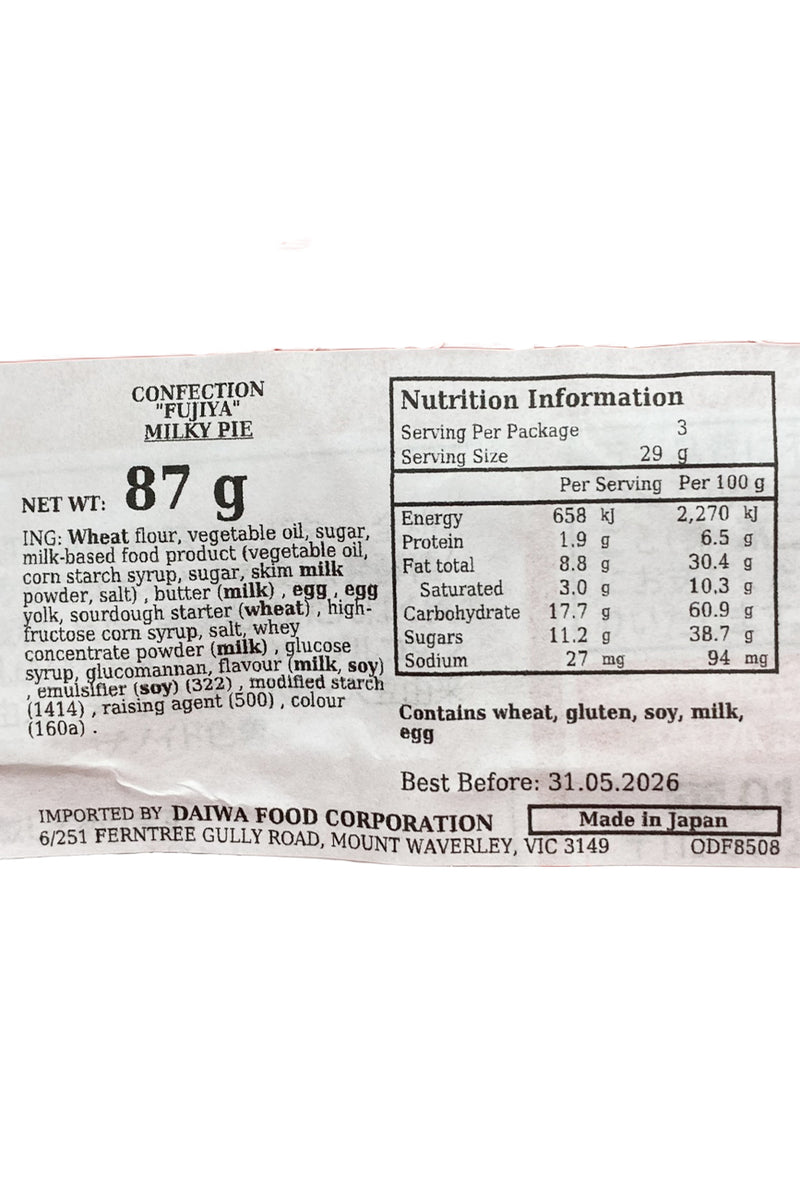 CONFECTION
"FUJIYA"
MILKY PIE
NET WT: 87 g
ING: Wheat flour, vegetable oil, sugar,
milk-based food product (vegetable oil,
corn starch syrup, sugar, skim milk
powder, salt) , butter (milk) , egg , egg
yolk, sourdough starter (wheat) , high-
fructose corn syrup, salt, whey
concentrate powder (milk) , glucose
syrup, glucomannan, flavour (milk, soy)
, emulsifier (soy) (322) , modified starch
(1414) , raising agent (500) , colour
(160a) .
Nutrition Information
Serving Per Package 3
Serving Size 29 g
Per Serving Per 100 g
Energy 658 kJ 2,270 kJ
Protein 1.9 g 6.5 g
Fat total 8.8 g 30.4 g
Saturated 3.0 g 10.3 g
Carbohydrate 17.7 g 60.9 g
Sugars 11.2 g 38.7 g
Sodium 27 mg 94 mg
Contains wheat, gluten, soy, milk,
egg
Best Before: 31.05.2026
IMPORTED BY DAIWA FOOD CORPORATION
Made in Japan
6/251 FERNTREE GULLY ROAD, MOUNT WAVERLEY, VIC 3149
ODF8508